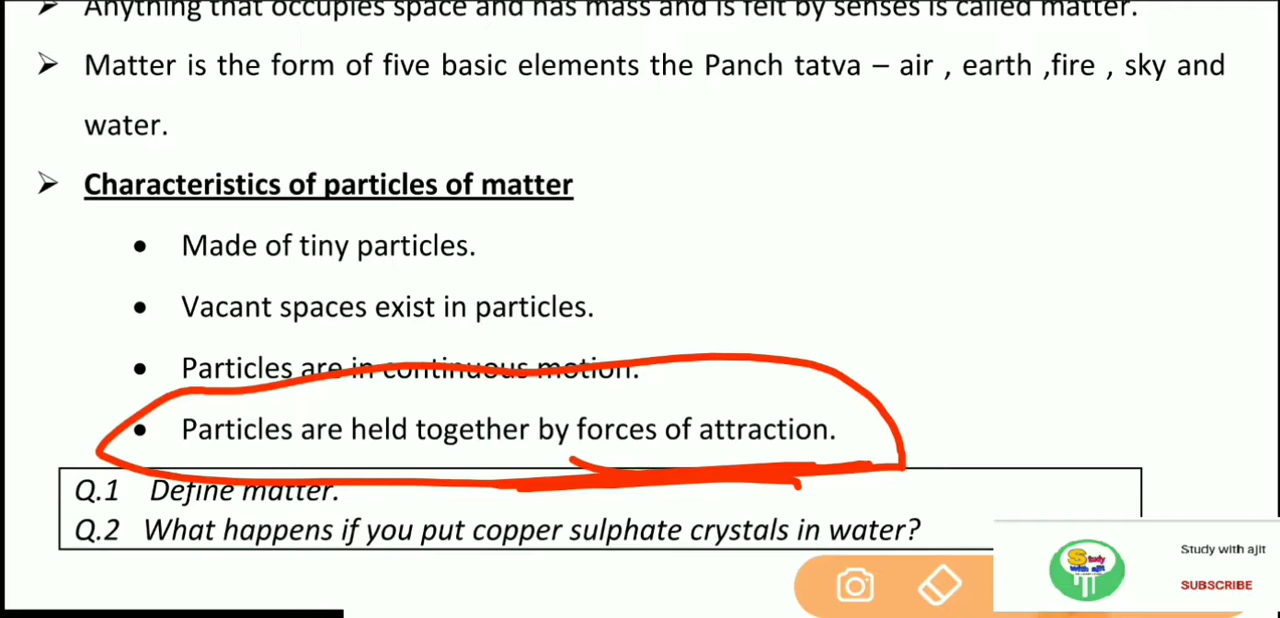 ➢ Anything that occupies space and has mass and is felt by senses is called matter.
➢ Matter is the form of five basic elements the Panch tatva – air , earth ,fire , sky and
water.
➢ Characteristics of particles of matter
• Made of tiny particles.
• Vacant spaces exist in particles.
• Particles are in continuous motion.
• Particles are held together by forces of attraction.
Q.1 Define matter.
Q.2 What happens if you put copper sulphate crystals in water?
Study with ajit
Study with ajit
SUBSCRIBE